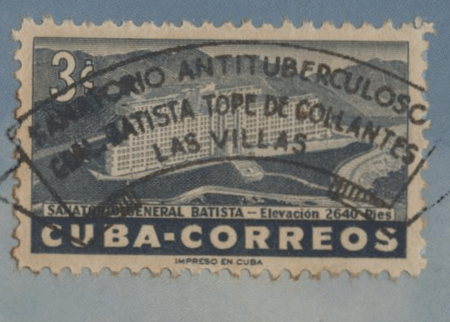 3¢
SANATORIO ANTITUBERCULOSO
GRAL. BATISTA TOPE DE COLLANTES
LAS VILLAS
SANATORIO GENERAL BATISTA - Elevación 2640 Pies
CUBA-CORREOS
IMPRESO EN CUBA